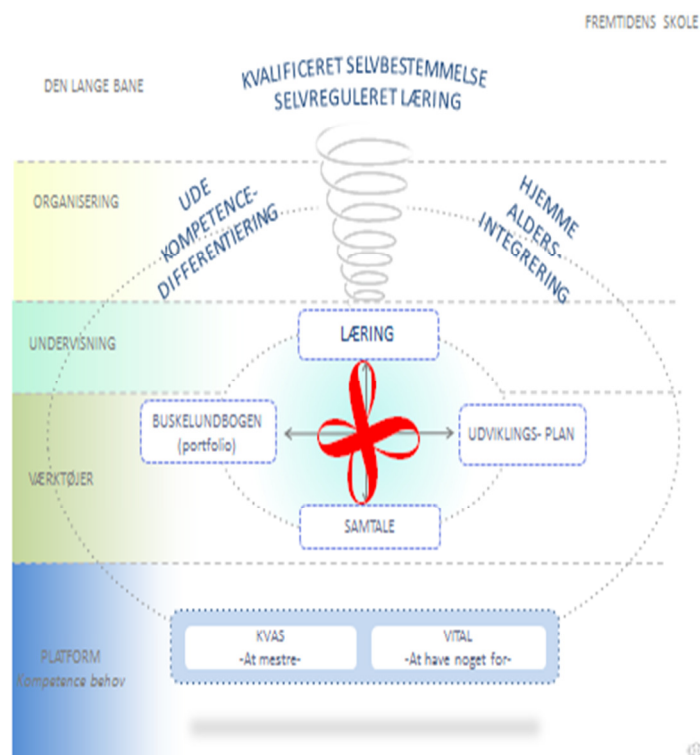 FREMTIDENS SKOLE
DEN LANGE BANE
KVALIFICERET SELVBESTEMMELSE
SELVREGULERET LÆRING
ORGANISERING
UDE
KOMPETENCE-
DIFFERENTIERING
HJEMME
ALDERS-
INTEGRERING
UNDERVISNING
LÆRING
BUSKELUNDBOGEN
(portfolio)
UDVIKLINGS- PLAN
VÆRKTØJER
SAMTALE
KVAS
-At mestre-
VITAL
-At have noget for-
PLATFORM
Kompetence behov